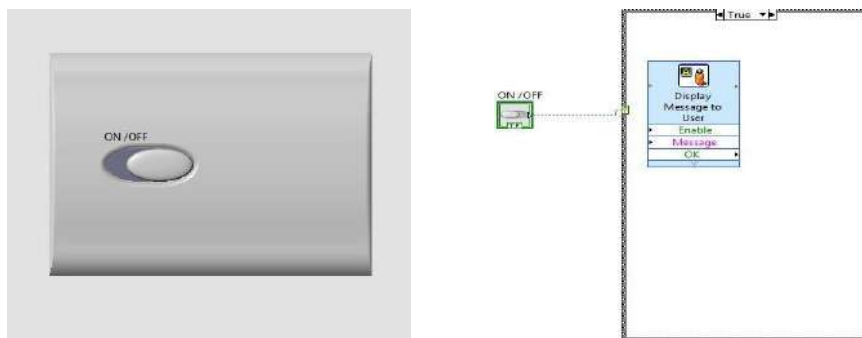 ON /OFF
True
ON /OFF
Display
Message to
User
Enable
Message
OK